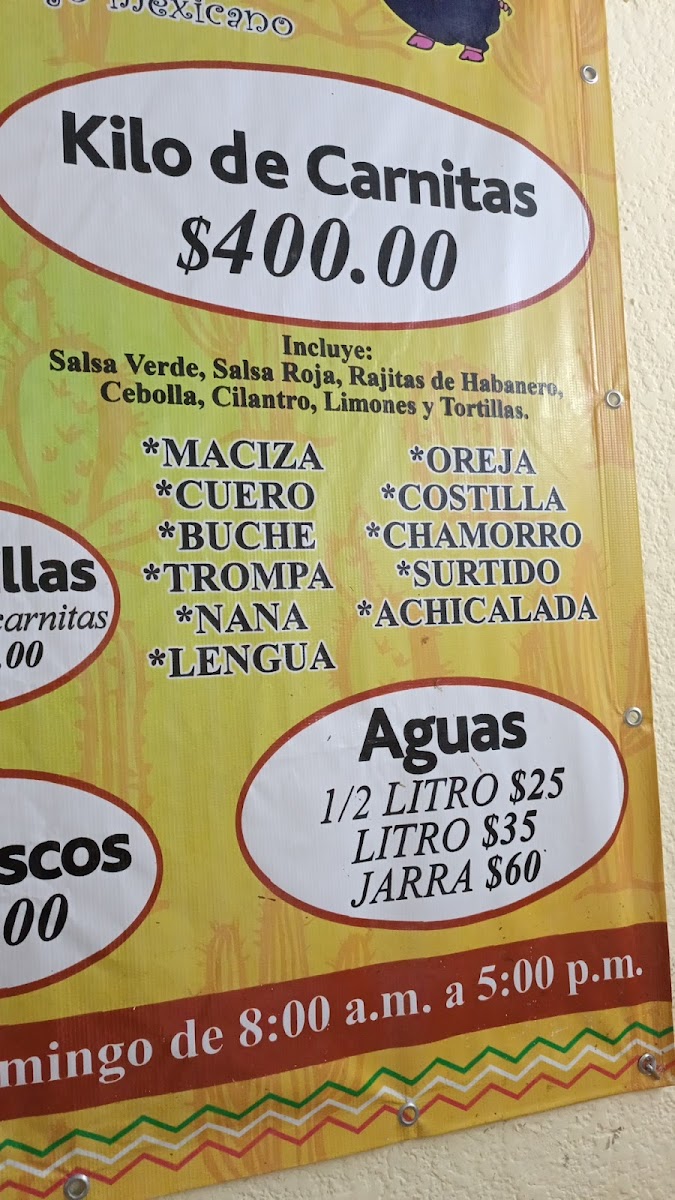 Mexicano
Kilo de Carnitas
$400.00
Incluye:
Salsa Verde, Salsa Roja, Rajitas de Habanero,
Cebolla, Cilantro, Limones y Tortillas.
*MACIZA
*CUERO
*BUCHE
*TROMPA
*NANA
*LENGUA
*OREJA
*COSTILLA
*CHAMORRO
*SURTIDO
*ACHICALADA
llas
carnitas
.00
scos
00
Aguas
1/2 LITRO $25
LITRO $35
JARRA $60
mingo de 8:00 a.m. a 5:00 p.m.